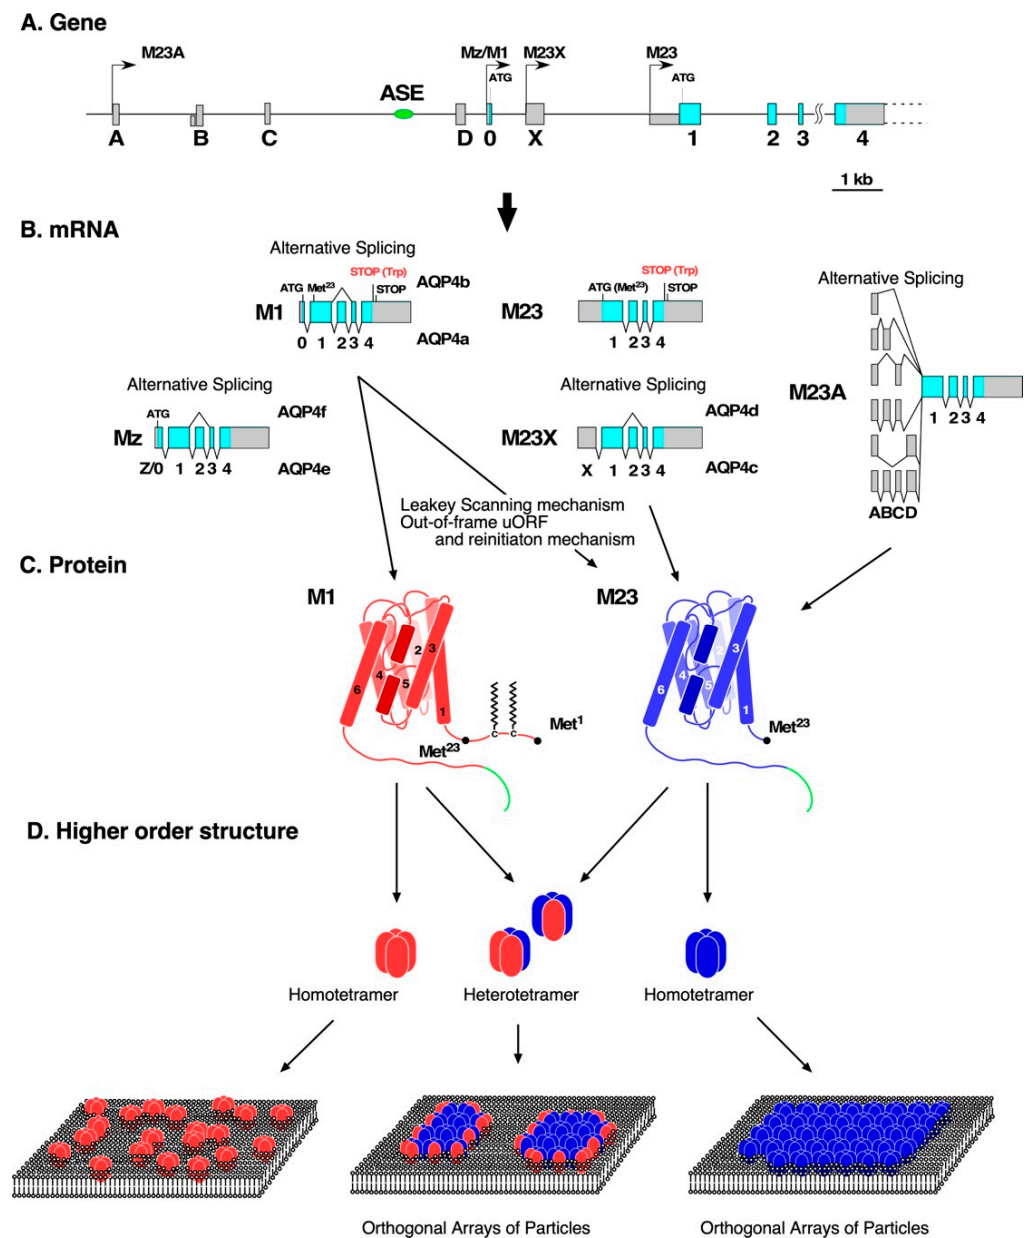 A. Gene
M23A
Mz/M1
M23X
M23
ATG
ATG
ASE
A
B
C
D
0
X
1
2
3
4
1 kb
B. mRNA
Alternative Splicing
STOP (Trp)
AQP4b
ATG
Met23
STOP
M1
0 1 2 3 4
AQP4a
STOP (Trp)
ATG (Met23)
STOP
M23
1 2 3 4
Alternative Splicing
M23A
1 2 3 4
ABCD
Alternative Splicing
ATG
AQP4f
Mz
Z/0 1 2 3 4
AQP4e
Alternative Splicing
AQP4d
M23X
X 1 2 3 4
AQP4c
Leakey Scanning mechanism
Out-of-frame uORF
and reinitiaton mechanism
C. Protein
M1
2
3
4
5
6
1
Met1
Met23
C C
M23
2
3
4
5
6
1
Met23
D. Higher order structure
Homotetramer
Heterotetramer
Homotetramer
Orthogonal Arrays of Particles
Orthogonal Arrays of Particles